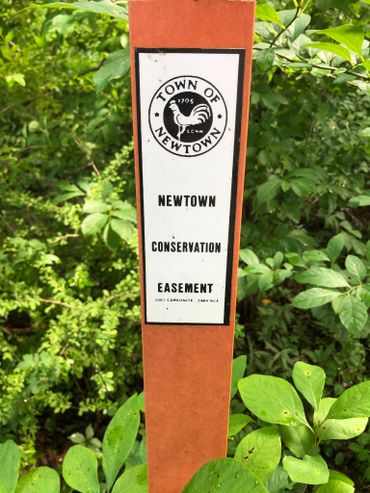 TOWN OF
1705
CONN
NEWTOWN
NEWTOWN
CONSERVATION
EASEMENT